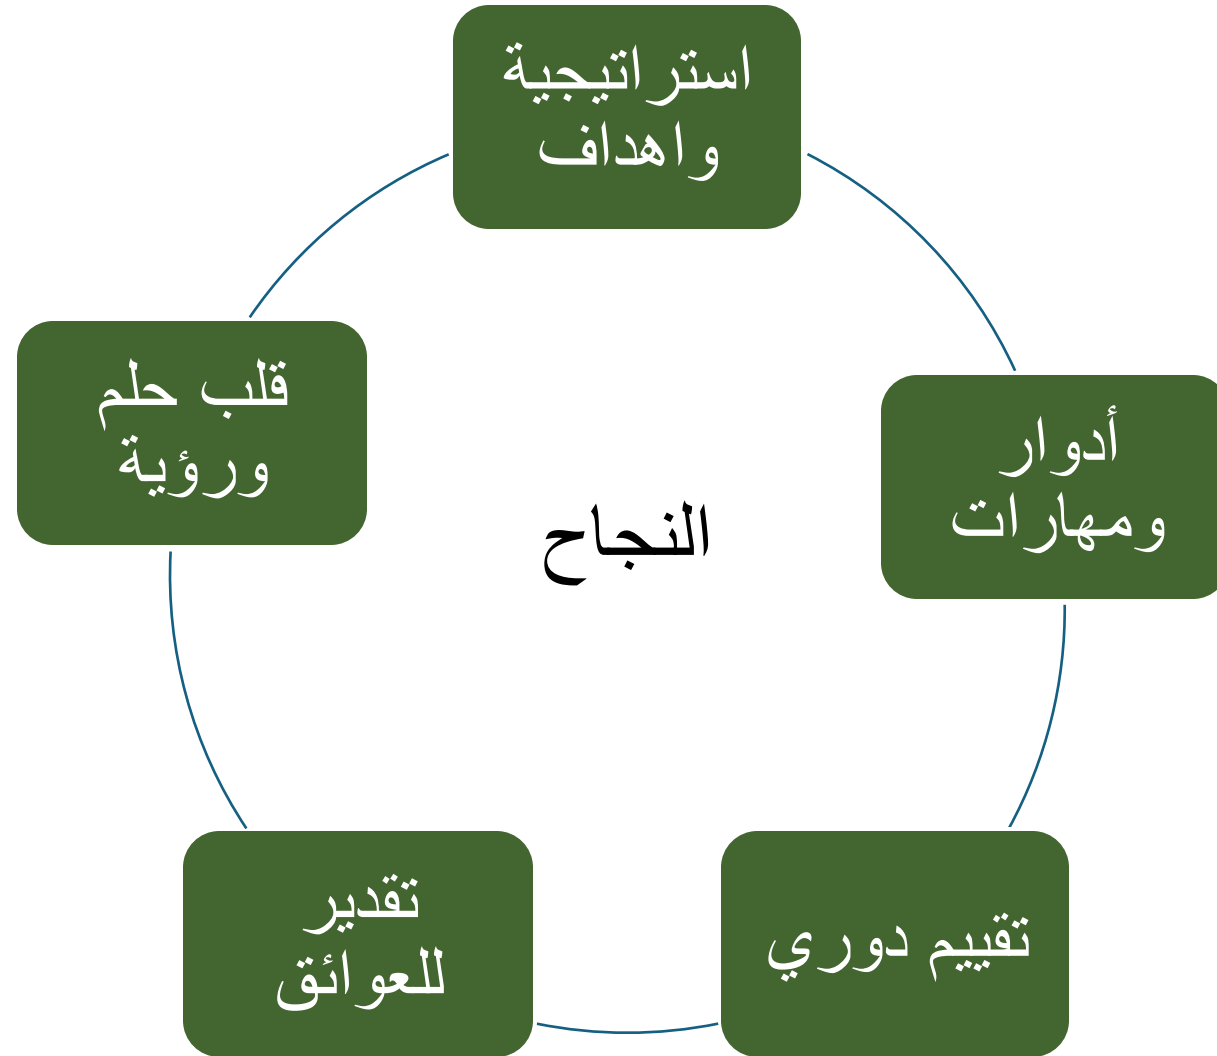 استراتيجية
واهداف
أدوار
ومهارات
تقييم دوري
تقدير
للعوائق
قلب حلم
ورؤية
النجاح